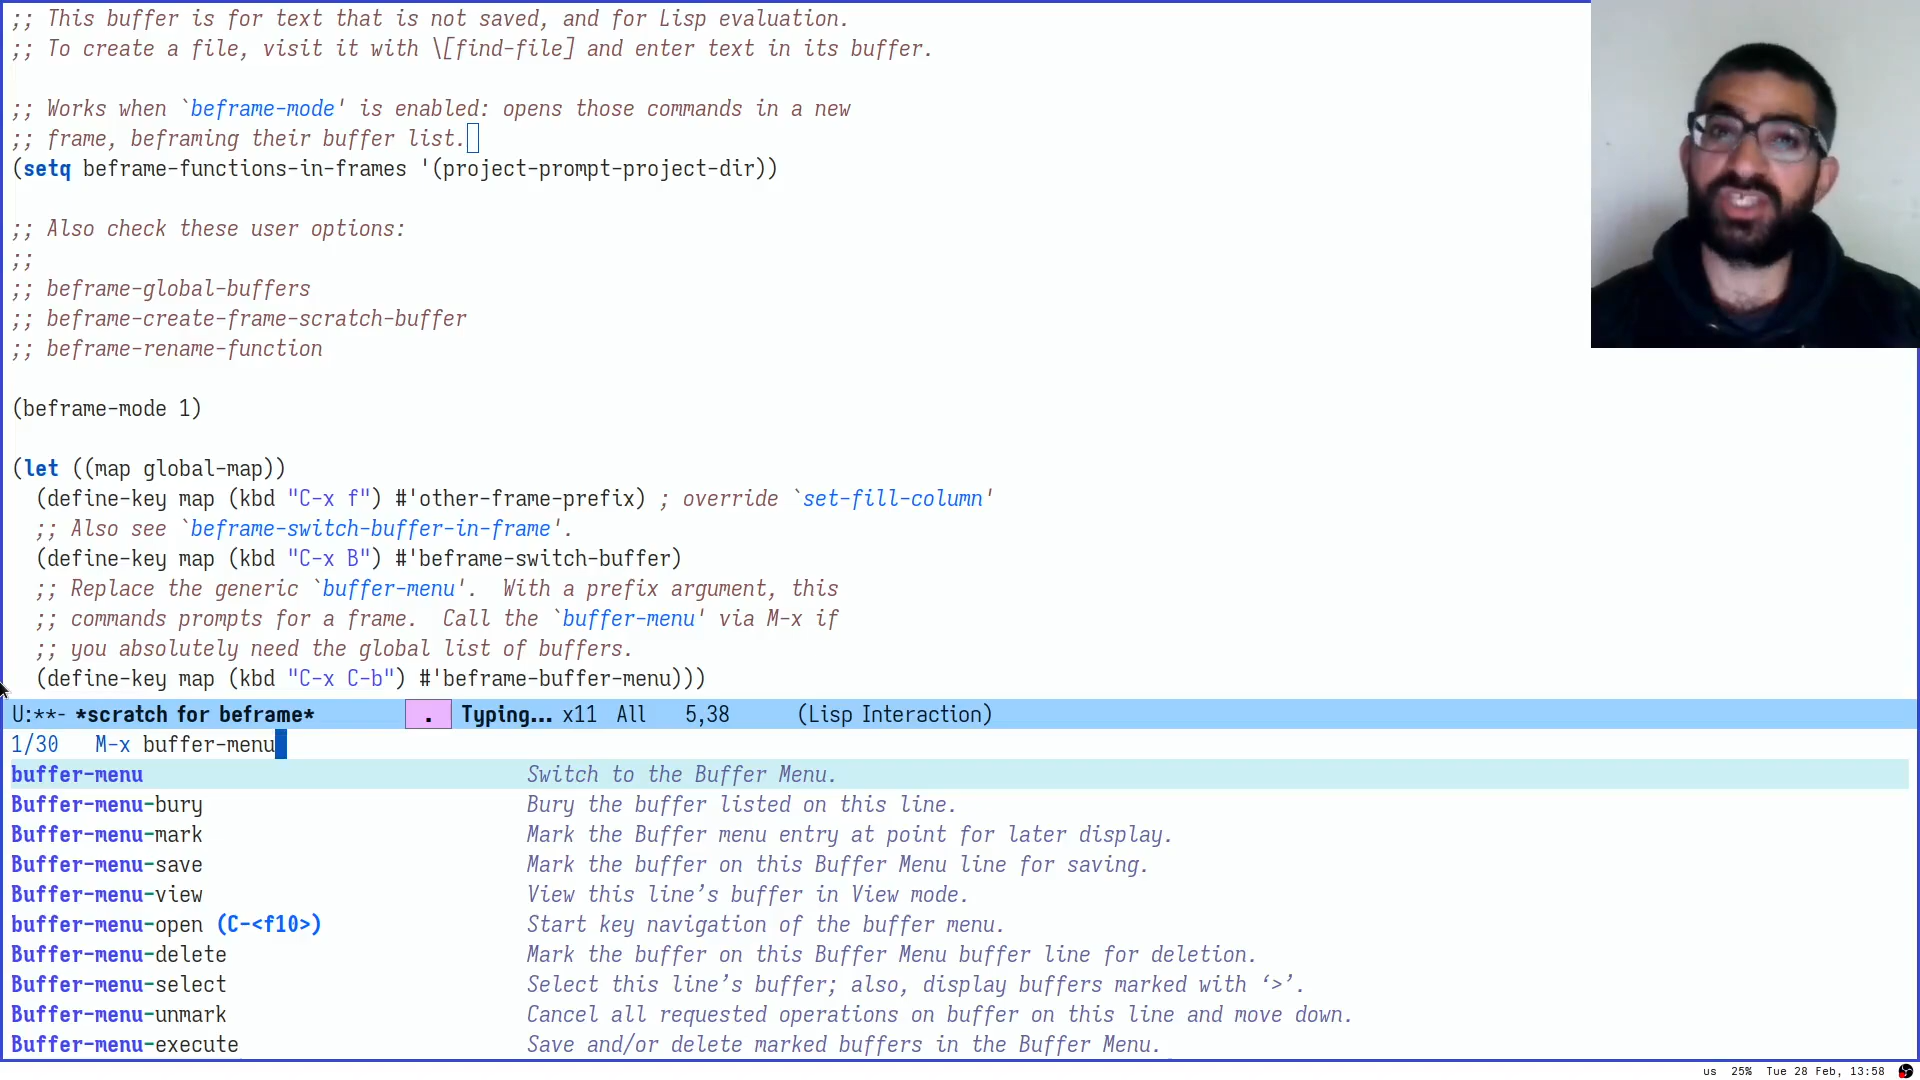 ;; This buffer is for text that is not saved, and for Lisp evaluation.
;; To create a file, visit it with \[find-file] and enter text in its buffer.
;; Works when `beframe-mode' is enabled: opens those commands in a new
;; frame, beframing their buffer list.
(setq beframe-functions-in-frames '(project-prompt-project-dir))
;; Also check these user options:
;;
;; beframe-global-buffers
;; beframe-create-frame-scratch-buffer
;; beframe-rename-function
(beframe-mode 1)
(let ((map global-map))
(define-key map (kbd "C-x f") #'other-frame-prefix) ; override `set-fill-column'
;; Also see `beframe-switch-buffer-in-frame'.
(define-key map (kbd "C-x B") #'beframe-switch-buffer)
;; Replace the generic `buffer-menu'.  With a prefix argument, this
;; commands prompts for a frame.  Call the `buffer-menu' via M-x if
;; you absolutely need the global list of buffers.
(define-key map (kbd "C-x C-b") #'beframe-buffer-menu)))
U:**- *scratch for beframe* . Typing... x11 All 5,38 (Lisp Interaction)
1/30 M-x buffer-menu
buffer-menu Switch to the Buffer Menu.
Buffer-menu-bury Bury the buffer listed on this line.
Buffer-menu-mark Mark the Buffer menu entry at point for later display.
Buffer-menu-save Mark the buffer on this Buffer Menu line for saving.
Buffer-menu-view View this line’s buffer in View mode.
buffer-menu-open (C-<f10>) Start key navigation of the buffer menu.
Buffer-menu-delete Mark the buffer on this Buffer Menu buffer line for deletion.
Buffer-menu-select Select this line’s buffer; also, display buffers marked with ‘>’.
Buffer-menu-unmark Cancel all requested operations on buffer on this line and move down.
Buffer-menu-execute Save and/or delete marked buffers in the Buffer Menu.
us 25% Tue 28 Feb, 13:58